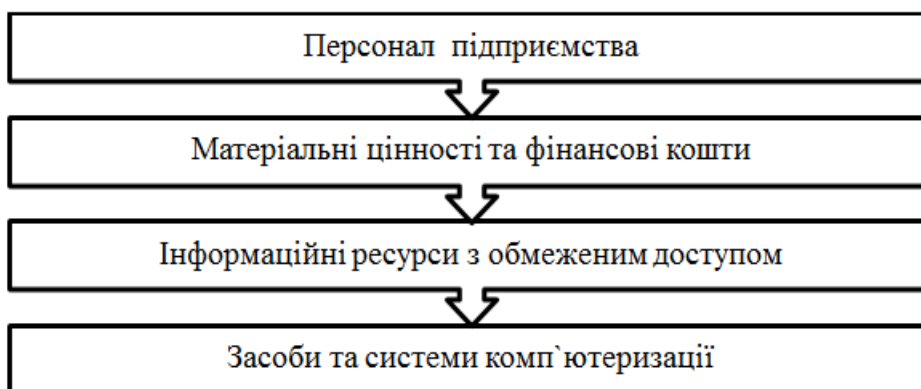 Персонал підприємства
Матеріальні цінності та фінансові кошти
Інформаційні ресурси з обмеженим доступом
Засоби та системи комп`ютеризації